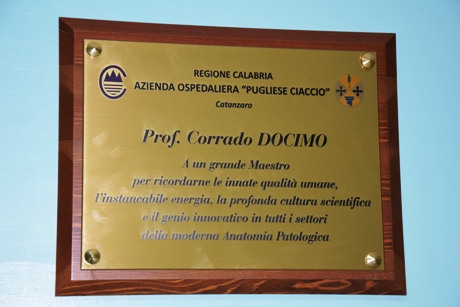 REGIONE CALABRIA
AZIENDA OSPEDALIERA "PUGLIESE CIACCIO"
Catanzaro
Prof. Corrado DOCIMO
A un grande Maestro
per ricordarne le innate qualità umane,
l'instancabile energia, la profonda cultura scientifica
e il genio innovativo in tutti i settori
della moderna Anatomia Patologica